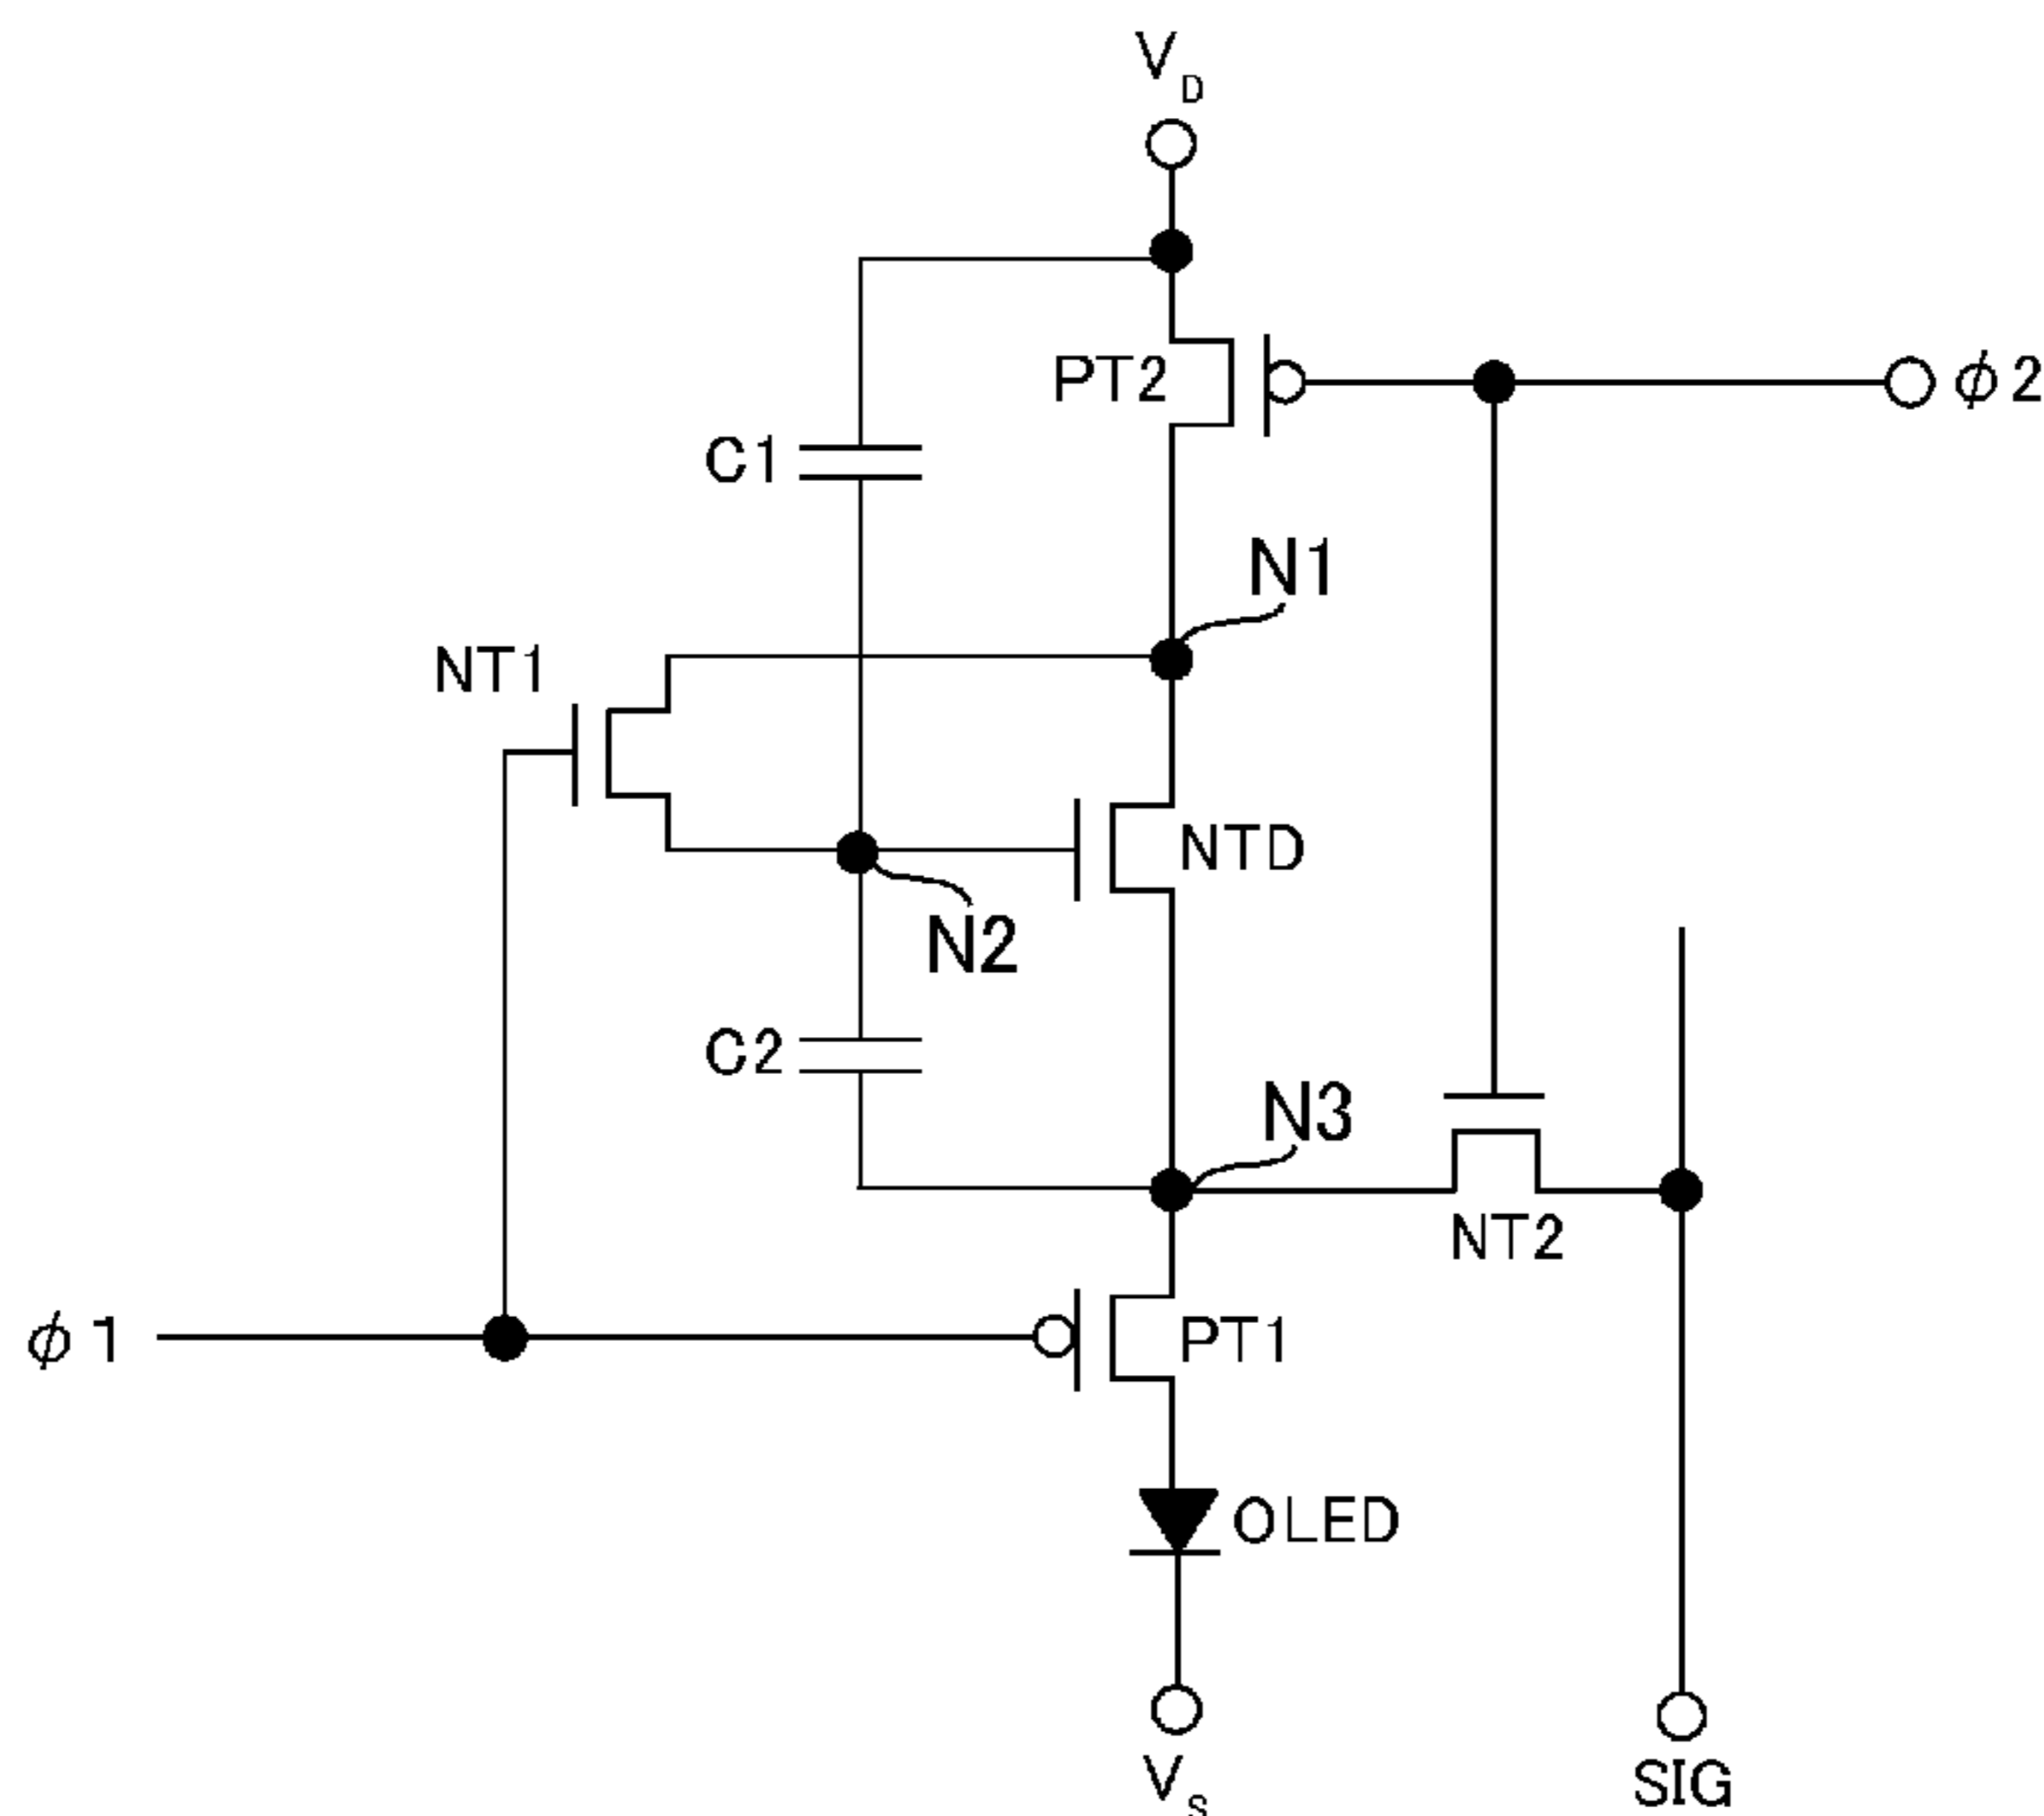 VD
PT2
ϕ2
C1
N1
NT1
NTD
N2
C2
N3
NT2
ϕ1
PT1
OLED
VS
SIG